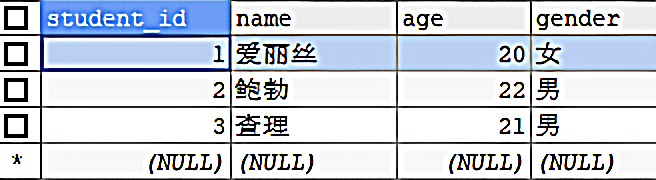 student_id name age gender
1 爱丽丝 20 女
2 鲍勃 22 男
3 查理 21 男
* (NULL) (NULL) (NULL) (NULL)